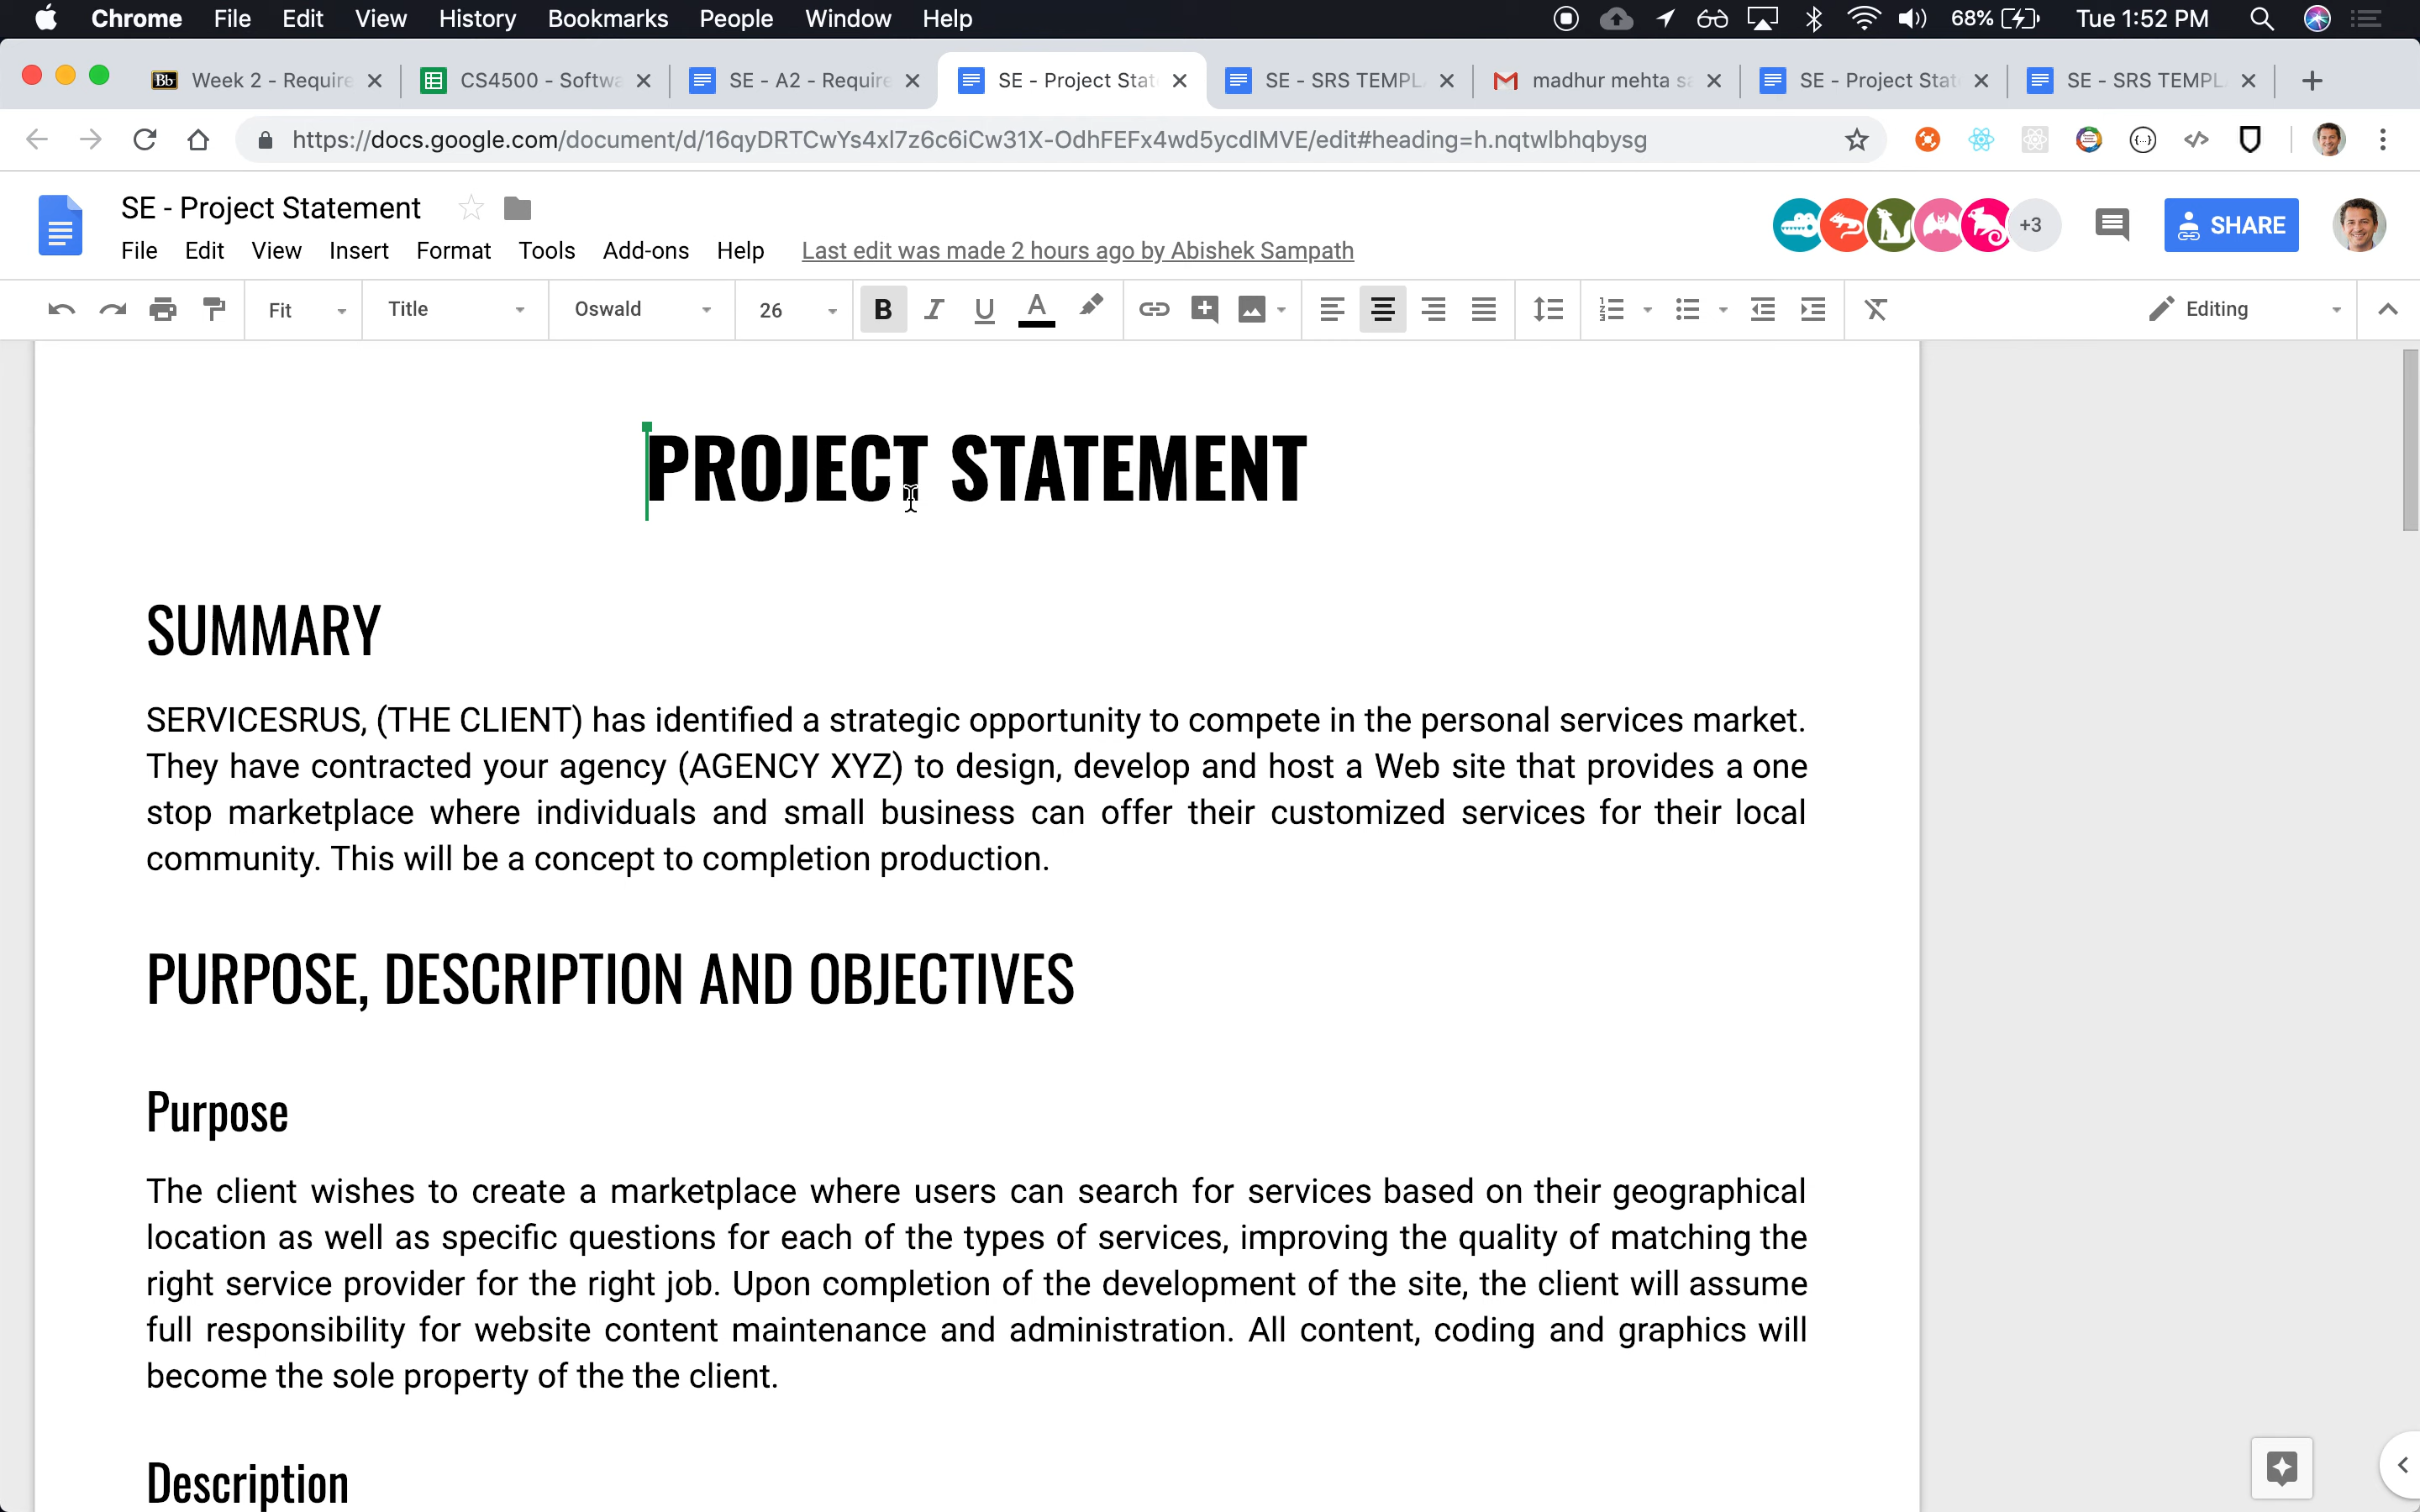 Chrome File Edit View History Bookmarks People Window Help 68% Tue 1:52 PM
Bb Week 2 - Require CS4500 - Softwa SE - A2 - Require SE - Project Stat SE - SRS TEMPL madhur mehta sa SE - Project State SE - SRS TEMPL
https://docs.google.com/document/d/16qyDRTCwYs4xl7z6c6iCw31X-OdhFEFx4wd5ycdIMVE/edit#heading=h.nqtwlbhqbysg
SE - Project Statement
+3 SHARE
File Edit View Insert Format Tools Add-ons Help Last edit was made 2 hours ago by Abishek Sampath
Fit Title Oswald 26 B I U A Editing
PROJECT STATEMENT
SUMMARY
SERVICESRUS, (THE CLIENT) has identified a strategic opportunity to compete in the personal services market.
They have contracted your agency (AGENCY XYZ) to design, develop and host a Web site that provides a one
stop marketplace where individuals and small business can offer their customized services for their local
community. This will be a concept to completion production.
PURPOSE, DESCRIPTION AND OBJECTIVES
Purpose
The client wishes to create a marketplace where users can search for services based on their geographical
location as well as specific questions for each of the types of services, improving the quality of matching the
right service provider for the right job. Upon completion of the development of the site, the client will assume
full responsibility for website content maintenance and administration. All content, coding and graphics will
become the sole property of the the client.
Description